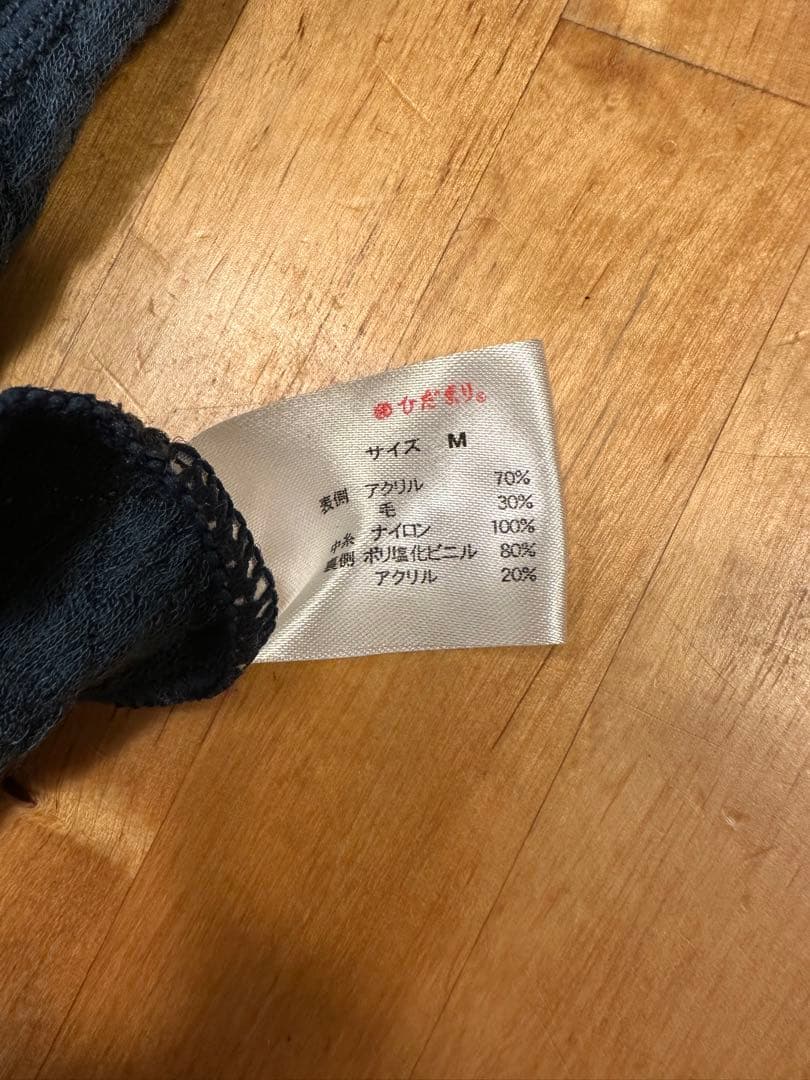 ひだまり®
サイズ M
表側 アクリル 70%
毛 30%
中糸 ナイロン 100%
裏側 ポリ塩化ビニル 80%
アクリル 20%